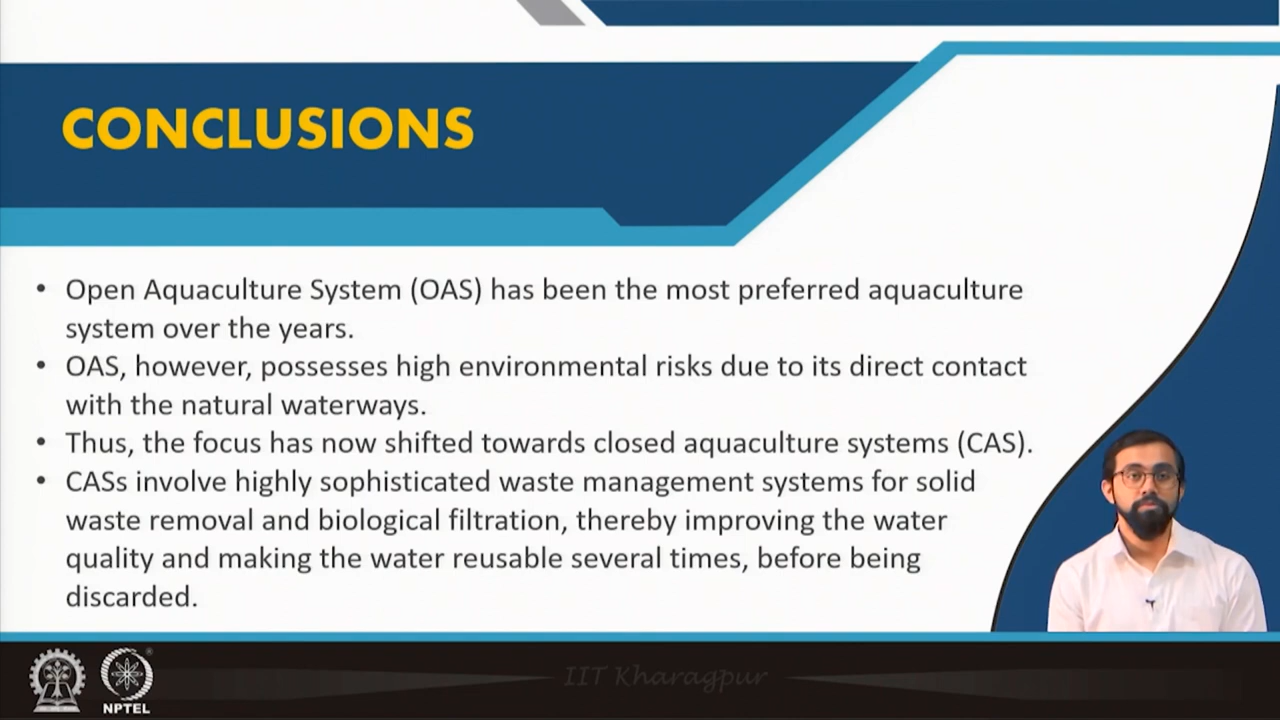 CONCLUSIONS
• Open Aquaculture System (OAS) has been the most preferred aquaculture
system over the years.
• OAS, however, possesses high environmental risks due to its direct contact
with the natural waterways.
• Thus, the focus has now shifted towards closed aquaculture systems (CAS).
• CASs involve highly sophisticated waste management systems for solid
waste removal and biological filtration, thereby improving the water
quality and making the water reusable several times, before being
discarded.
IIT Kharagpur
NPTEL